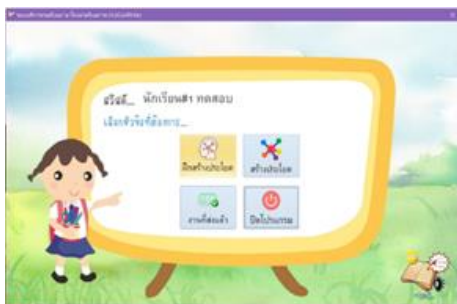 สวัสดี... นักเรียน#1 ทดสอบ
เลือกหัวข้อที่ต้องการ...
ฝึกสร้างประโยค
สร้างประโยค
งานที่ส่งแล้ว
ปิดโปรแกรม